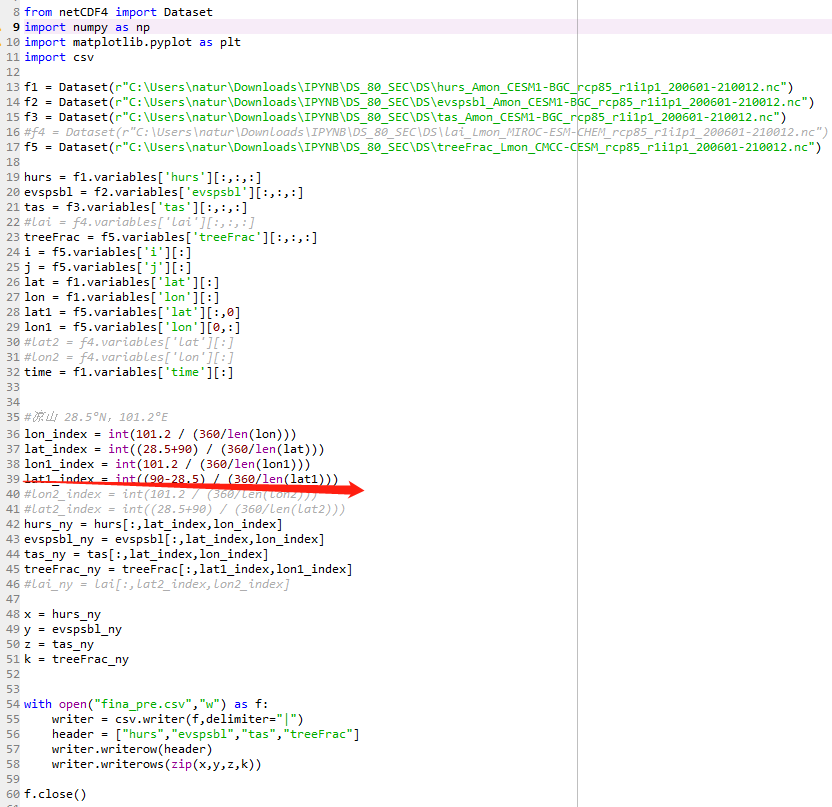 8 from netCDF4 import Dataset
9 import numpy as np
10 import matplotlib.pyplot as plt
11 import csv
12
13 f1 = Dataset(r"C:\Users\natur\Downloads\IPYNB\DS_80_SEC\DS\hurs_Amon_CESM1-BGC_rcp85_r1i1p1_200601-210012.nc")
14 f2 = Dataset(r"C:\Users\natur\Downloads\IPYNB\DS_80_SEC\DS\evspsbl_Amon_CESM1-BGC_rcp85_r1i1p1_200601-210012.nc")
15 f3 = Dataset(r"C:\Users\natur\Downloads\IPYNB\DS_80_SEC\DS\tas_Amon_CESM1-BGC_rcp85_r1i1p1_200601-210012.nc")
16 #f4 = Dataset(r"C:\Users\natur\Downloads\IPYNB\DS_80_SEC\DS\lai_Lmon_MIROC-ESM-CHEM_rcp85_r1i1p1_200601-210012.nc")
17 f5 = Dataset(r"C:\Users\natur\Downloads\IPYNB\DS_80_SEC\DS\treeFrac_Lmon_CMCC-CESM_rcp85_r1i1p1_200601-210012.nc")
18
19 hurs = f1.variables['hurs'][:,:,:]
20 evspsbl = f2.variables['evspsbl'][:,:,:]
21 tas = f3.variables['tas'][:,:,:]
22 #lai = f4.variables['lai'][:,:,:]
23 treeFrac = f5.variables['treeFrac'][:,:,:]
24 i = f5.variables['i'][:]
25 j = f5.variables['j'][:]
26 lat = f1.variables['lat'][:]
27 lon = f1.variables['lon'][:]
28 lat1 = f5.variables['lat'][:,0]
29 lon1 = f5.variables['lon'][0,:]
30 #lat2 = f4.variables['lat'][:]
31 #lon2 = f4.variables['lon'][:]
32 time = f1.variables['time'][:]
33
34
35 #凉山 28.5°N，101.2°E
36 lon_index = int(101.2 / (360/len(lon)))
37 lat_index = int((28.5+90) / (360/len(lat)))
38 lon1_index = int(101.2 / (360/len(lon1)))
39 lat1_index = int((90-28.5) / (360/len(lat1)))
40 #lon2_index = int(101.2 / (360/len(lon2)))
41 #lat2_index = int((28.5+90) / (360/len(lat2)))
42 hurs_ny = hurs[:,lat_index,lon_index]
43 evspsbl_ny = evspsbl[:,lat_index,lon_index]
44 tas_ny = tas[:,lat_index,lon_index]
45 treeFrac_ny = treeFrac[:,lat1_index,lon1_index]
46 #lai_ny = lai[:,lat2_index,lon2_index]
47
48 x = hurs_ny
49 y = evspsbl_ny
50 z = tas_ny
51 k = treeFrac_ny
52
53
54 with open("fina_pre.csv","w") as f:
55     writer = csv.writer(f,delimiter="|")
56     header = ["hurs","evspsbl","tas","treeFrac"]
57     writer.writerow(header)
58     writer.writerows(zip(x,y,z,k))
59
60 f.close()